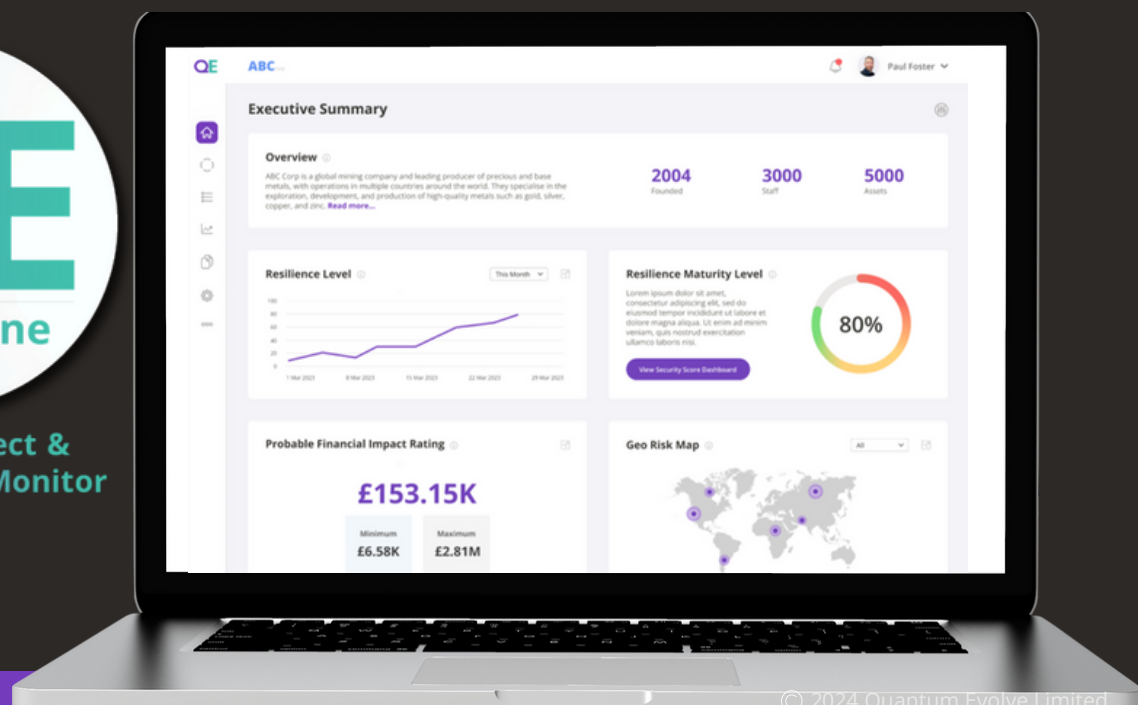 E
ne
ect &
Monitor
QE
ABC
Paul Foster
Executive Summary
Overview
ABC Corp is a global mining company and leading producer of precious and base
metals, with operations in multiple countries around the world. They specialise in the
exploration, development, and production of high-quality metals such as gold, silver,
copper, and zinc. Read more...
2004
Founded
3000
Staff
5000
Assets
Resilience Level
This Month
100
80
60
40
20
0
1 Mar 2023
8 Mar 2023
15 Mar 2023
22 Mar 2023
29 Mar 2023
Resilience Maturity Level
Lorem ipsum dolor sit amet,
consectetur adipiscing elit, sed do
eiusmod tempor incididunt ut labore et
dolore magna aliqua. Ut enim ad minim
veniam, quis nostrud exercitation
ullamco laboris nisi.
View Security Score Dashboard
80%
Probable Financial Impact Rating
£153.15K
Minimum
£6.58K
Maximum
£2.81M
Geo Risk Map
All
© 2024 Quantum Evolve Limited